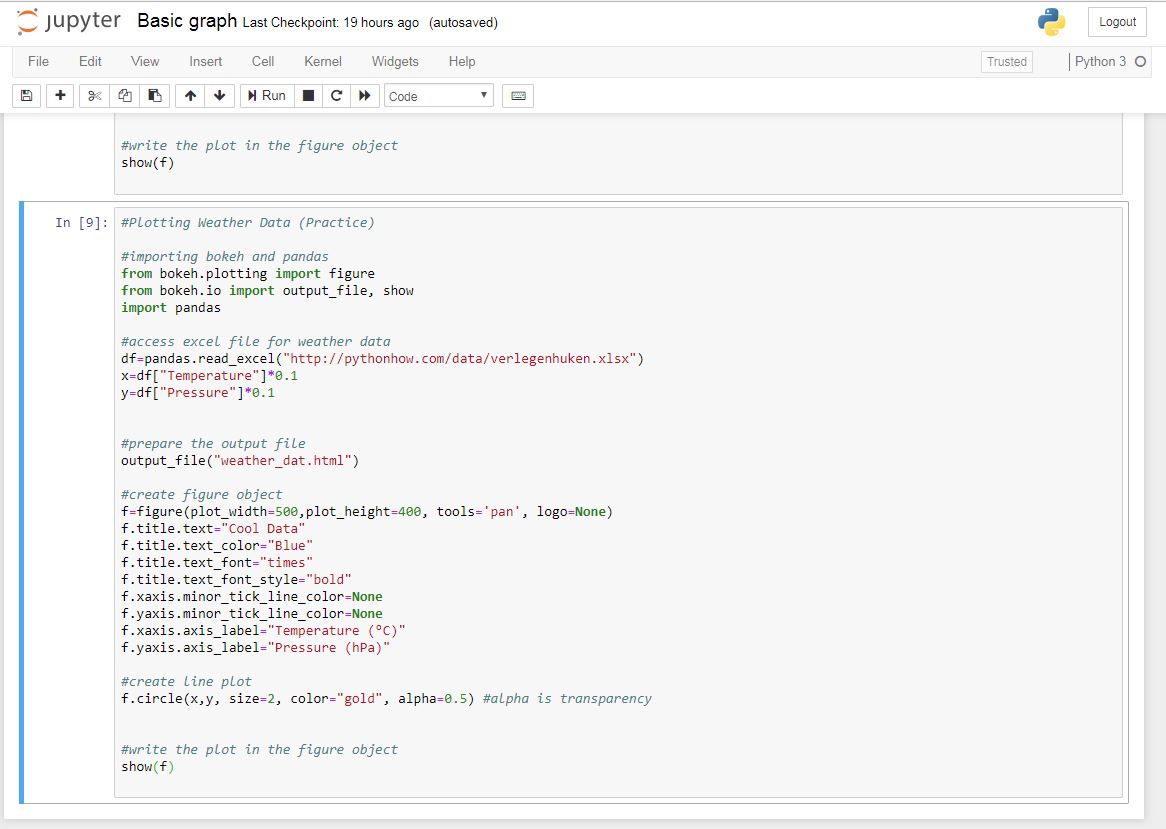 jupyter Basic graph Last Checkpoint: 19 hours ago (autosaved) Logout
File Edit View Insert Cell Kernel Widgets Help Trusted Python 3
Run Code
#write the plot in the figure object
show(f)
In [9]: #Plotting Weather Data (Practice)
#importing bokeh and pandas
from bokeh.plotting import figure
from bokeh.io import output_file, show
import pandas
#access excel file for weather data
df=pandas.read_excel("http://pythonhow.com/data/verlegenhuken.xlsx")
x=df["Temperature"]*0.1
y=df["Pressure"]*0.1
#prepare the output file
output_file("weather_dat.html")
#create figure object
f=figure(plot_width=500,plot_height=400, tools='pan', logo=None)
f.title.text="Cool Data"
f.title.text_color="Blue"
f.title.text_font="times"
f.title.text_font_style="bold"
f.xaxis.minor_tick_line_color=None
f.yaxis.minor_tick_line_color=None
f.xaxis.axis_label="Temperature (°C)"
f.yaxis.axis_label="Pressure (hPa)"
#create line plot
f.circle(x,y, size=2, color="gold", alpha=0.5) #alpha is transparency
#write the plot in the figure object
show(f)